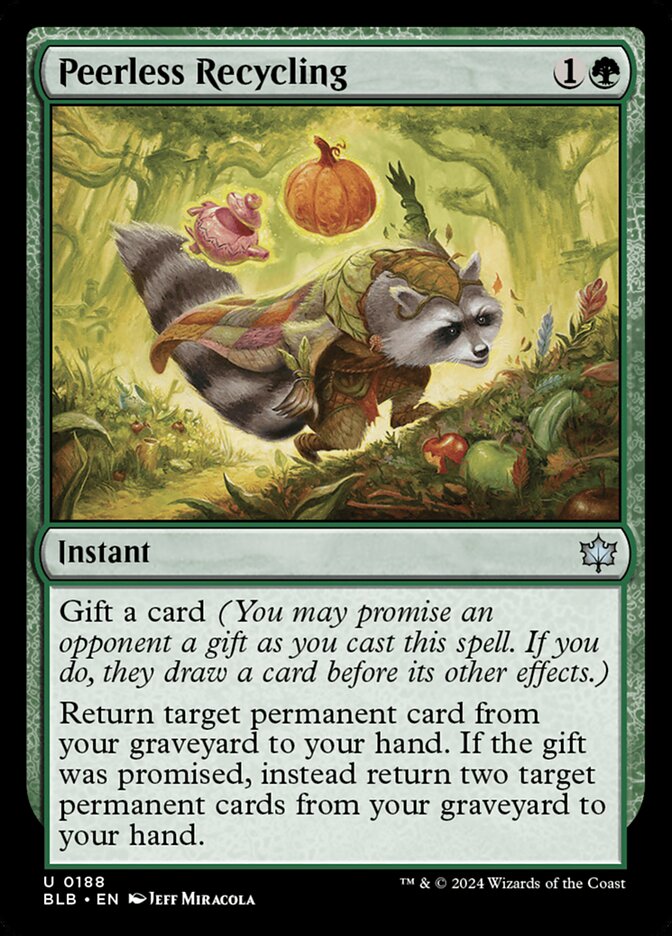 Peerless Recycling 1
Instant
Gift a card (You may promise an
opponent a gift as you cast this spell. If you
do, they draw a card before its other effects.)
Return target permanent card from
your graveyard to your hand. If the gift
was promised, instead return two target
permanent cards from your graveyard to
your hand.
U 0188
BLB • EN Jeff Miracola
™ & © 2024 Wizards of the Coast